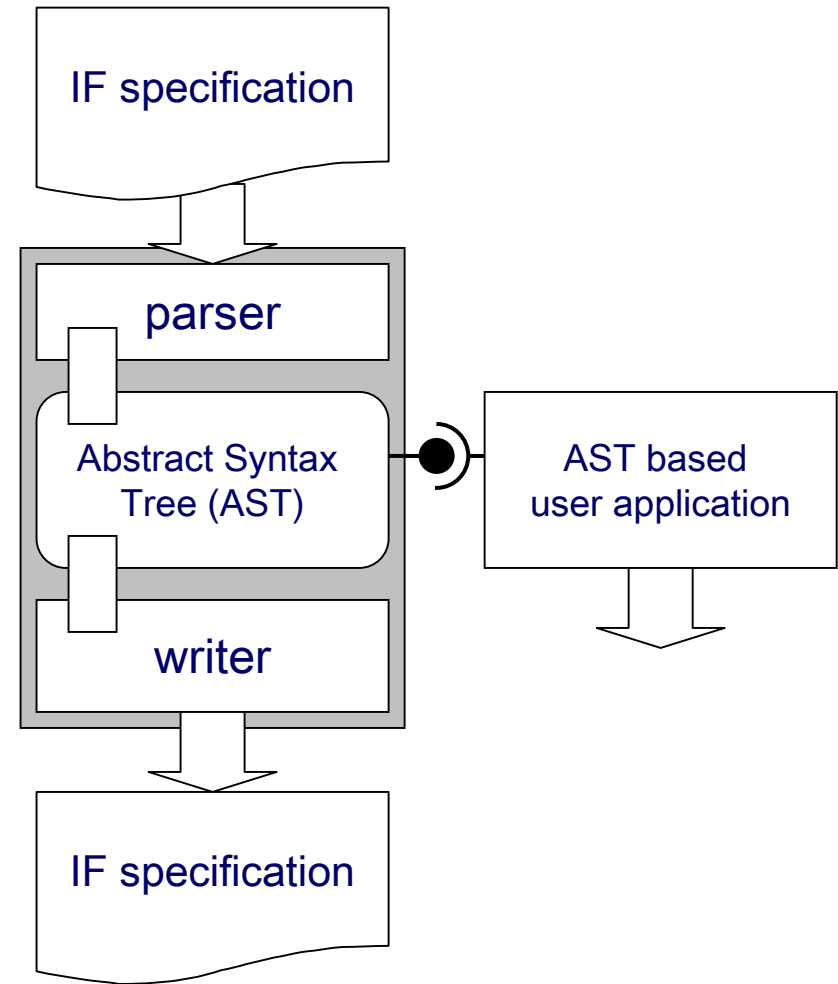 IF specification
parser
Abstract Syntax
Tree (AST)
AST based
user application
writer
IF specification